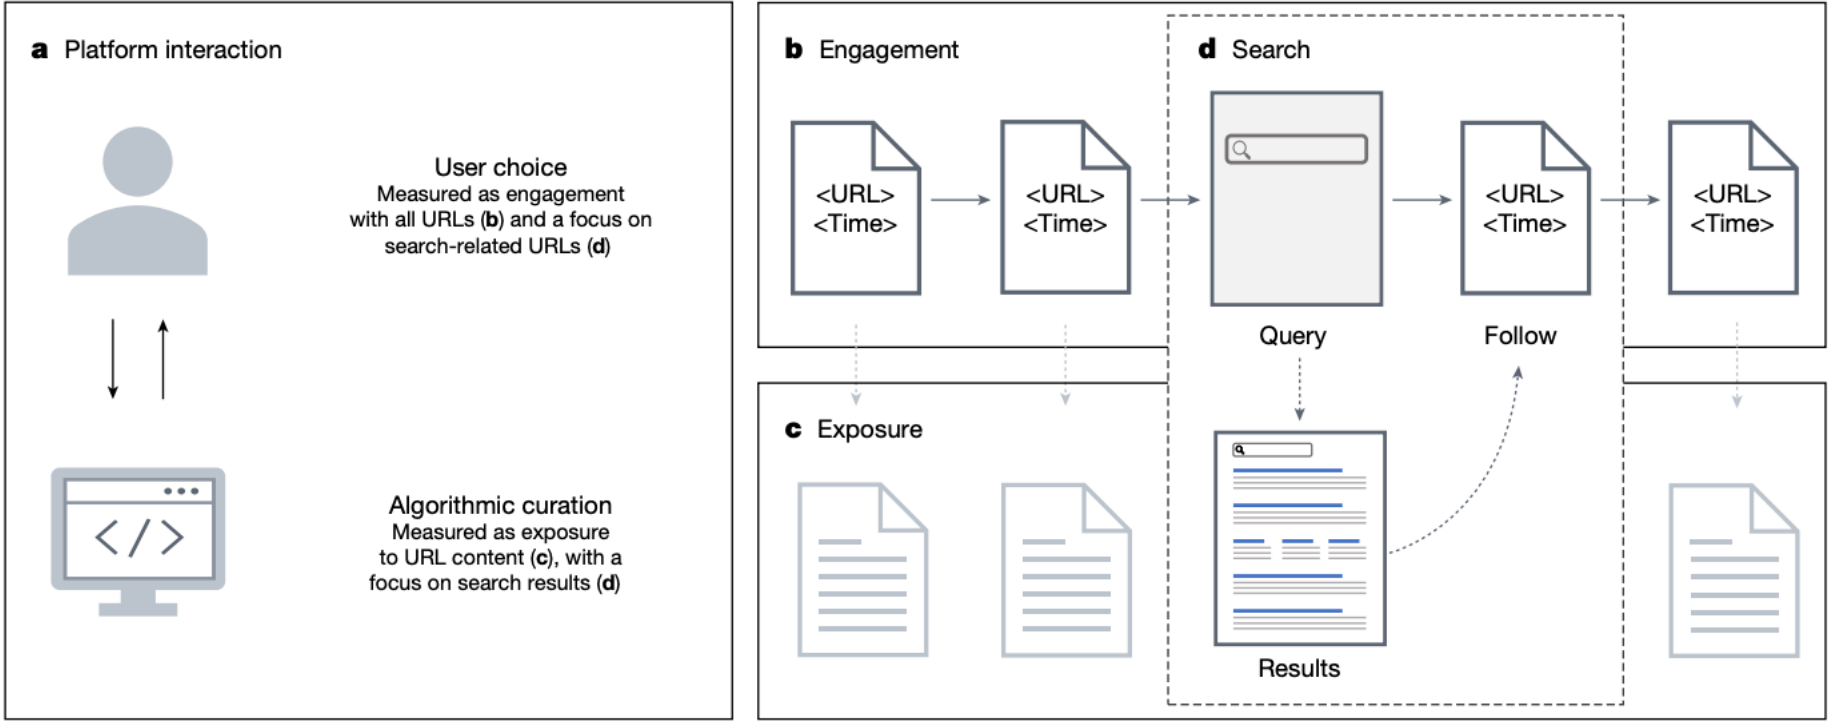 a Platform interaction
User choice
Measured as engagement
with all URLs (b) and a focus on
search-related URLs (d)
</>
Algorithmic curation
Measured as exposure
to URL content (c), with a
focus on search results (d)
b Engagement
<URL>
<Time>
<URL>
<Time>
d Search
Query
<URL>
<Time>
Follow
<URL>
<Time>
c Exposure
Results